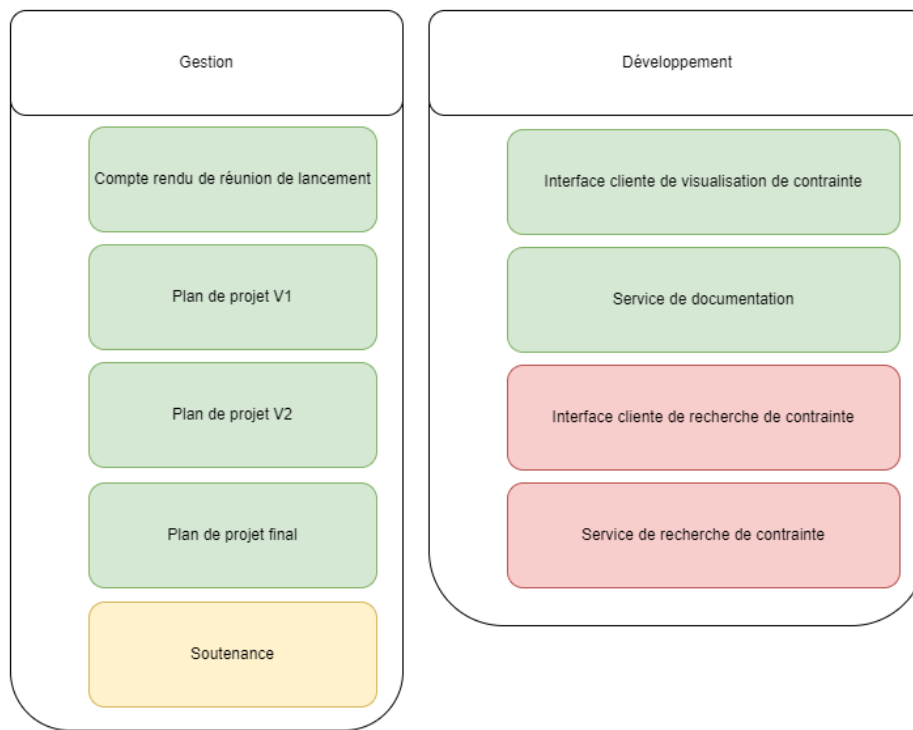 Gestion
Compte rendu de réunion de lancement
Plan de projet V1
Plan de projet V2
Plan de projet final
Soutenance
Développement
Interface cliente de visualisation de contrainte
Service de documentation
Interface cliente de recherche de contrainte
Service de recherche de contrainte